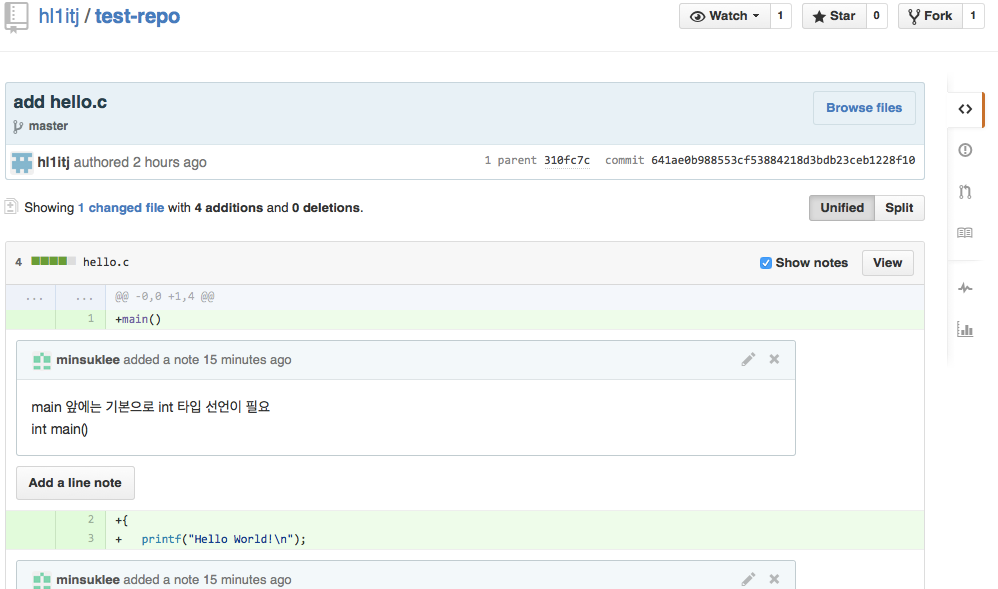 hl1itj / test-repo
Watch 1 Star 0 Fork 1
add hello.c
master
Browse files
hl1itj authored 2 hours ago
1 parent 310fc7c commit 641ae0b988553cf53884218d3bdb23ceb1228f10
Showing 1 changed file with 4 additions and 0 deletions.
Unified Split
4 hello.c
Show notes View
... ... @@ -0,0 +1,4 @@
1 +main()
minsuklee added a note 15 minutes ago
main 앞에는 기본으로 int 타입 선언이 필요
int main()
Add a line note
2 +{
3 + printf("Hello World!\n");
minsuklee added a note 15 minutes ago